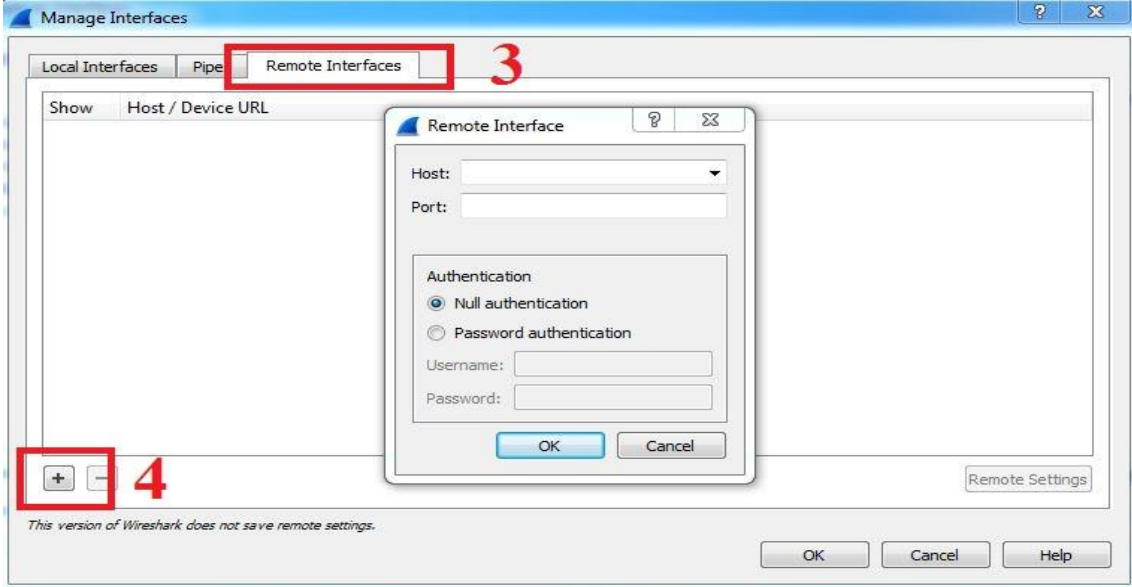 Manage Interfaces
Local Interfaces Pipe Remote Interfaces 3
Show Host / Device URL
Remote Interface
Host:
Port:
Authentication
Null authentication
Password authentication
Username:
Password:
OK Cancel
+ - 4
Remote Settings
This version of Wireshark does not save remote settings.
OK Cancel Help